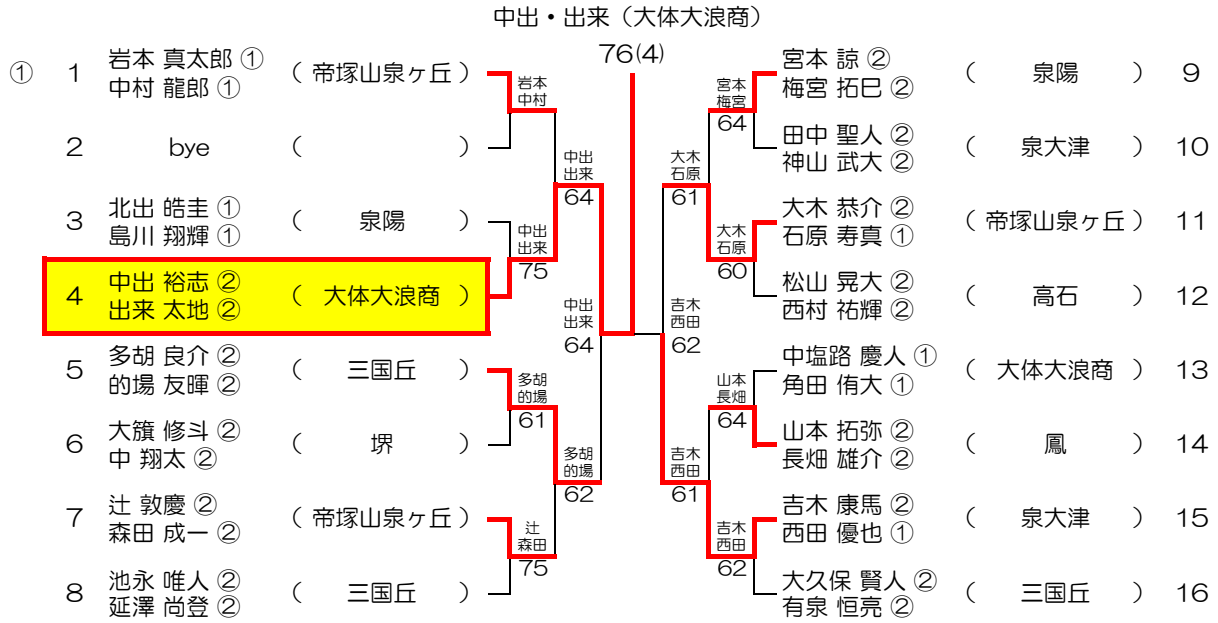 中出・出来（大体大浪商）
76(4)
①
1 岩本 真太郎 ① （ 帝塚山泉ヶ丘 ）
中村 龍郎 ①
2 bye （ ）
3 北出 皓圭 ① （ 泉陽 ）
島川 翔輝 ①
4 中出 裕志 ② （ 大体大浪商 ）
出来 太地 ②
5 多胡 良介 ② （ 三国丘 ）
的場 友暉 ②
6 大籏 修斗 ② （ 堺 ）
中 翔太 ②
7 辻 敦慶 ② （ 帝塚山泉ヶ丘 ）
森田 成一 ②
8 池永 唯人 ② （ 三国丘 ）
延澤 尚登 ②
岩本
中村
中出
来出
75
多胡
的場
61
辻
森田
75
中出
出来
64
多胡
的場
62
中出
出来
64
吉木
西田
62
大木
石原
61
吉木
西田
61
宮本
梅宮
64
大木
石原
60
山本
長畑
64
吉木
西田
62
宮本 諒 ② （ 泉陽 ） 9
梅宮 拓巳 ②
田中 聖人 ② （ 泉大津 ） 10
神山 武大 ②
大木 恭介 ② （ 帝塚山泉ヶ丘 ） 11
石原 寿真 ①
松山 晃大 ② （ 高石 ） 12
西村 祐輝 ②
中塩路 慶人 ① （ 大体大浪商 ） 13
角田 侑大 ①
山本 拓弥 ② （ 鳳 ） 14
長畑 雄介 ②
吉木 康馬 ② （ 泉大津 ） 15
西田 優也 ①
大久保 賢人 ② （ 三国丘 ） 16
有泉 恒亮 ②